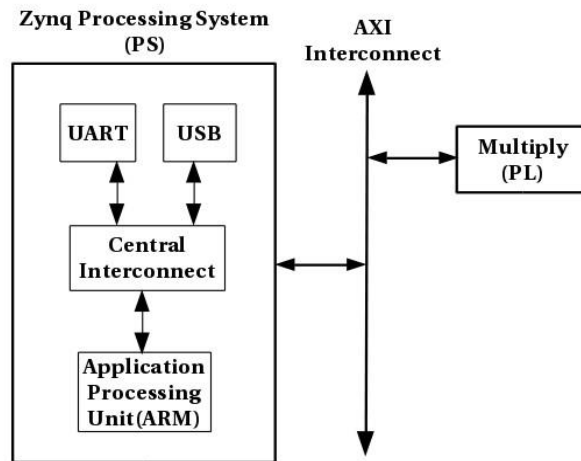 Zynq Processing System
(PS)
AXI
Interconnect
UART
USB
Multiply
(PL)
Central
Interconnect
Application
Processing
Unit(ARM)